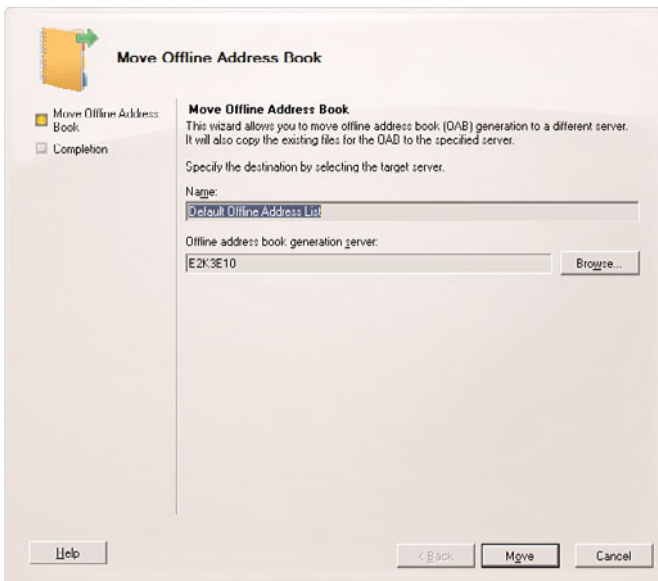 Move Offline Address Book
Move Offline Address
Book
Completion
Move Offline Address Book
This wizard allows you to move offline address book (OAB) generation to a different server.
It will also copy the existing files for the OAB to the specified server.
Specify the destination by selecting the target server.
Name:
Default Offline Address List
Offline address book generation server:
E2K3E10
Browse...
Help
< Back
Move
Cancel